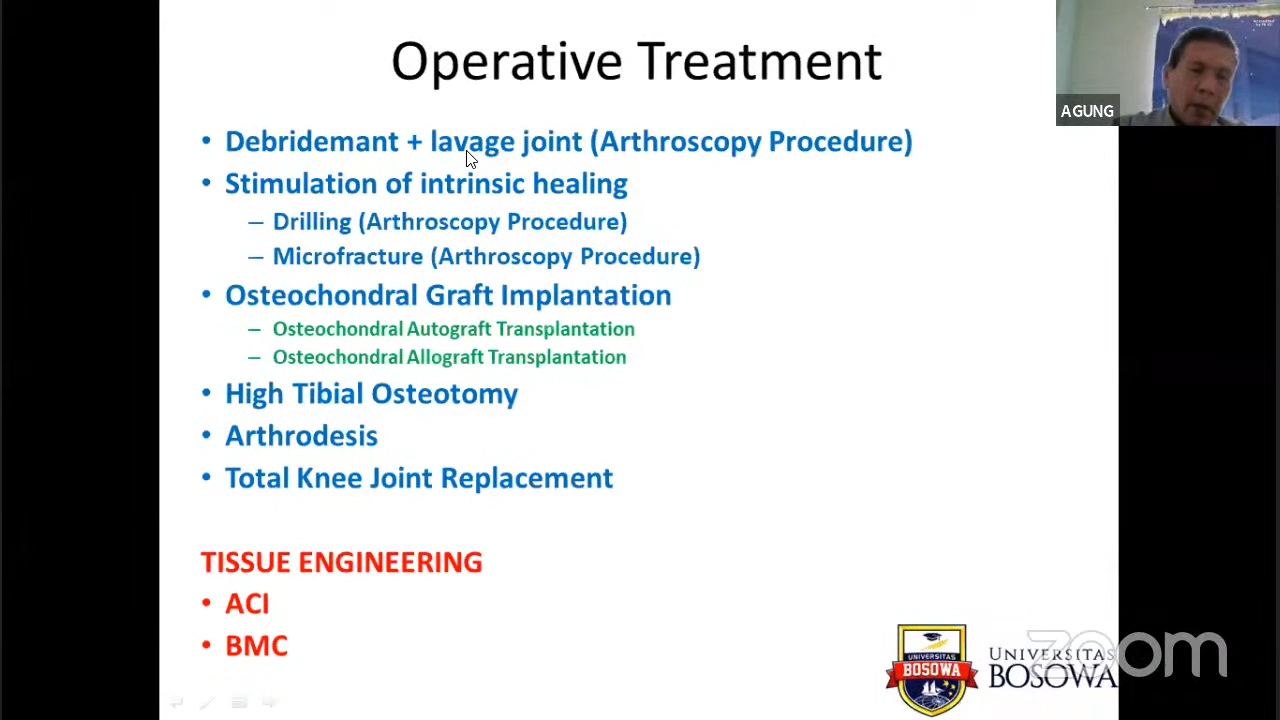 Operative Treatment
AGUNG
• Debridemant + lavage joint (Arthroscopy Procedure)
• Stimulation of intrinsic healing
– Drilling (Arthroscopy Procedure)
– Microfracture (Arthroscopy Procedure)
• Osteochondral Graft Implantation
– Osteochondral Autograft Transplantation
– Osteochondral Allograft Transplantation
• High Tibial Osteotomy
• Arthrodesis
• Total Knee Joint Replacement
TISSUE ENGINEERING
• ACI
• BMC
UNIVERSITAS
BOSOWA
UNIVERSITAS
BOSOWA
zoom